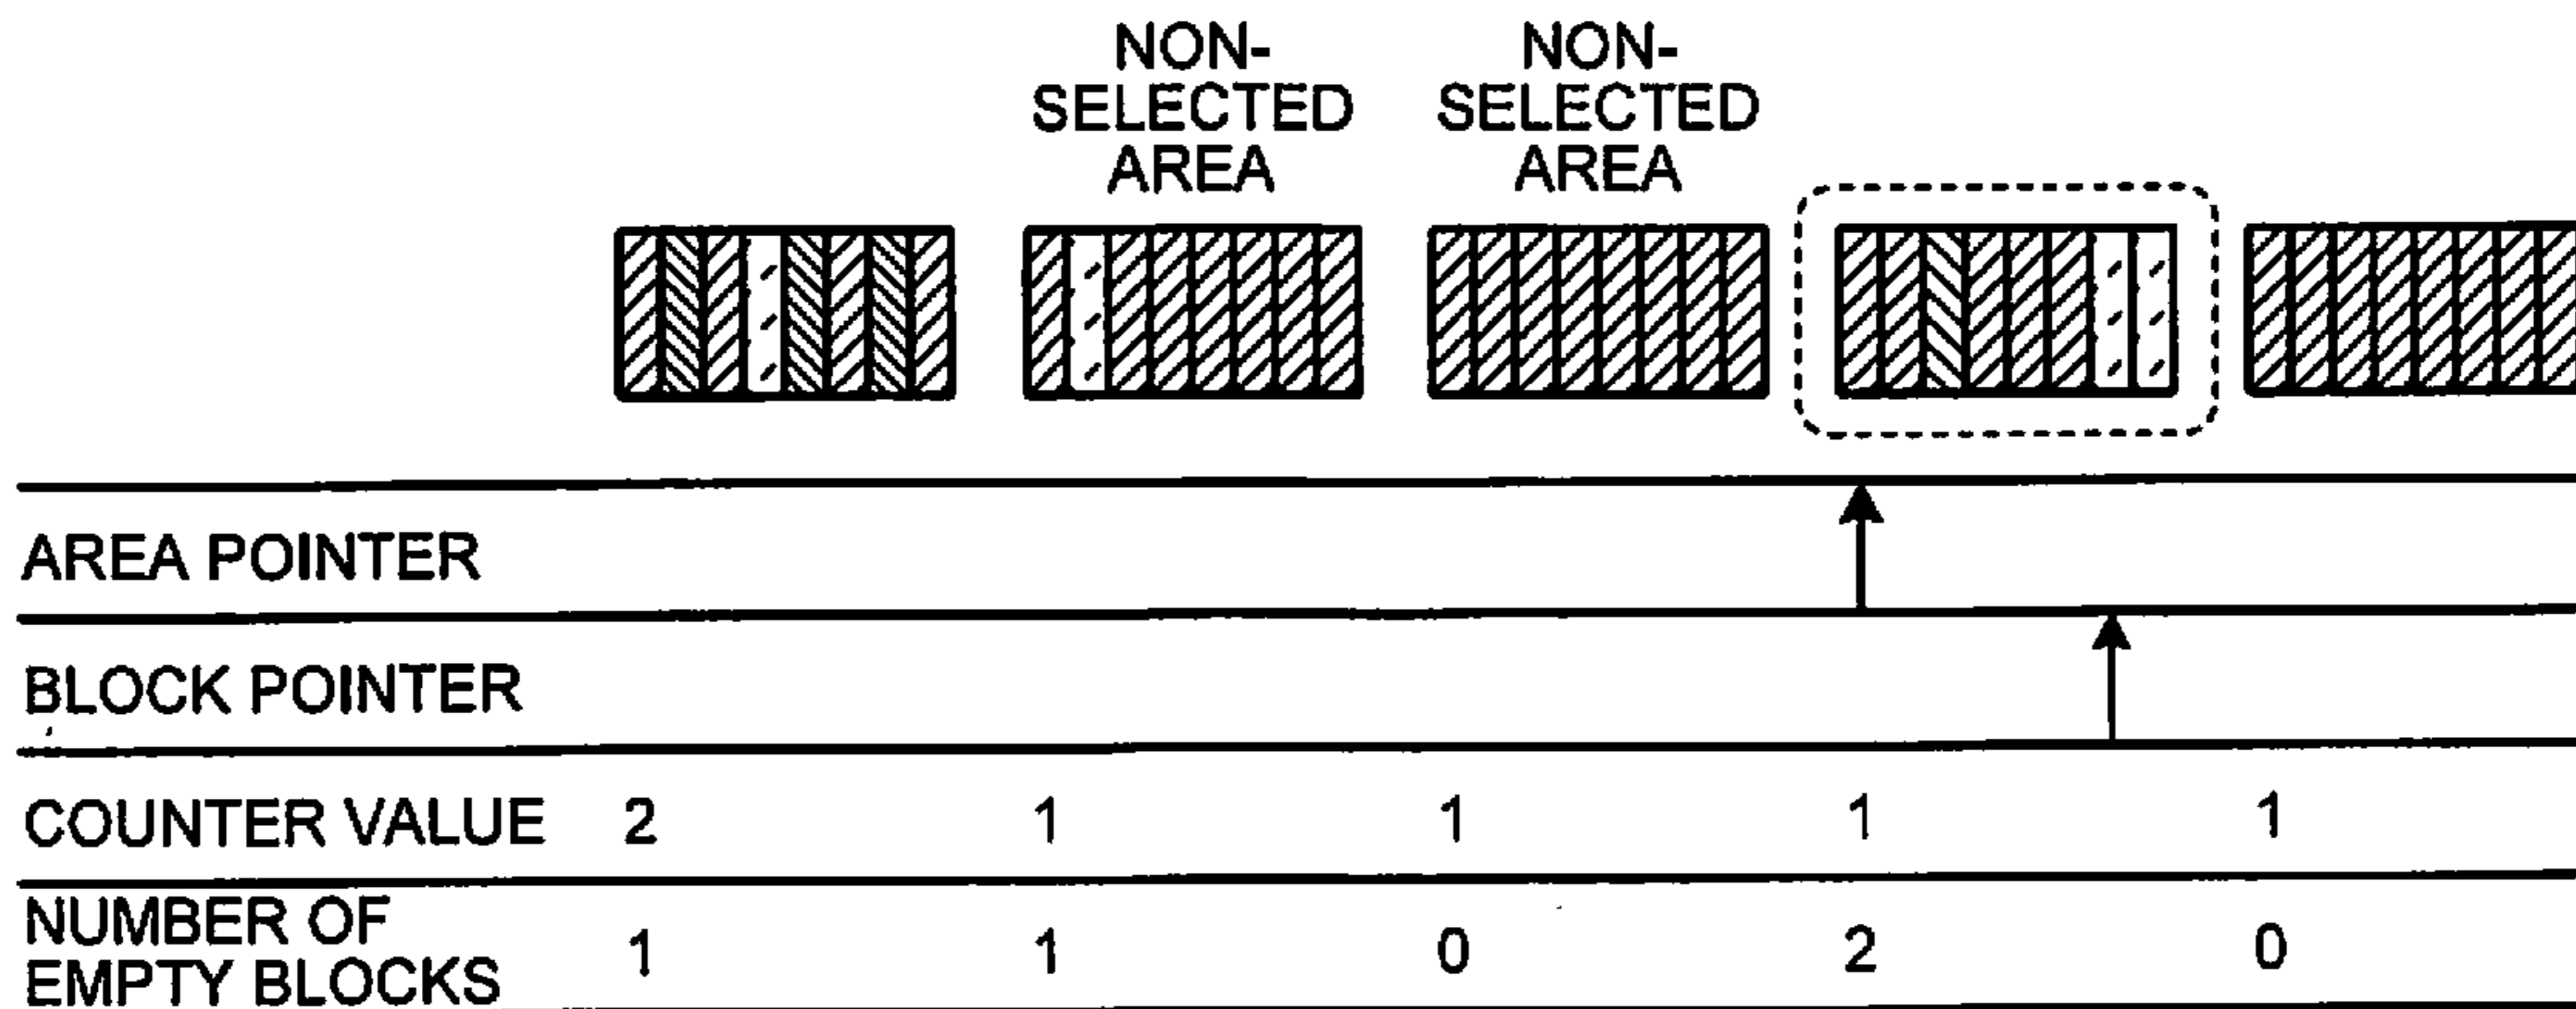 NON-
SELECTED
AREA
NON-
SELECTED
AREA
AREA POINTER
BLOCK POINTER
COUNTER VALUE 2 1 1 1 1
NUMBER OF
EMPTY BLOCKS 1 1 0 2 0